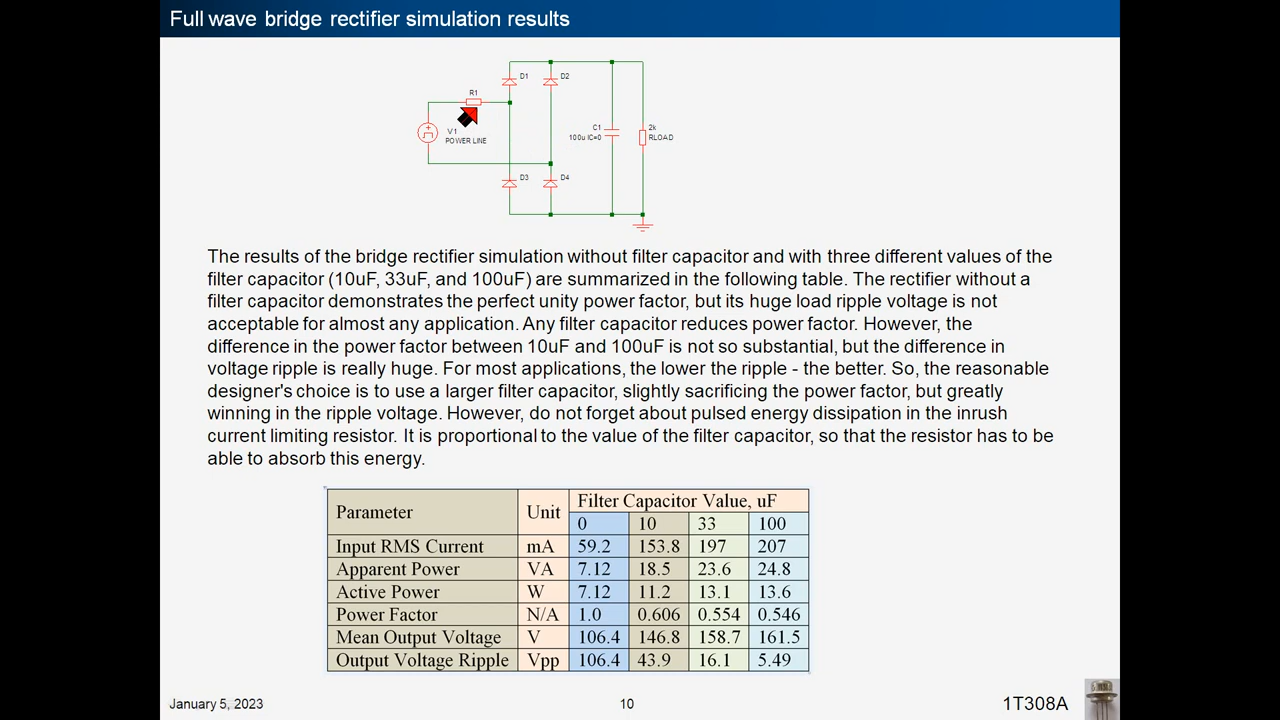 Full wave bridge rectifier simulation results
D1
D2
R1
V1
POWER LINE
C1
100u IC=0
2k
RLOAD
D3
D4
The results of the bridge rectifier simulation without filter capacitor and with three different values of the
filter capacitor (10uF, 33uF, and 100uF) are summarized in the following table. The rectifier without a
filter capacitor demonstrates the perfect unity power factor, but its huge load ripple voltage is not
acceptable for almost any application. Any filter capacitor reduces power factor. However, the
difference in the power factor between 10uF and 100uF is not so substantial, but the difference in
voltage ripple is really huge. For most applications, the lower the ripple - the better. So, the reasonable
designer's choice is to use a larger filter capacitor, slightly sacrificing the power factor, but greatly
winning in the ripple voltage. However, do not forget about pulsed energy dissipation in the inrush
current limiting resistor. It is proportional to the value of the filter capacitor, so that the resistor has to be
able to absorb this energy.
Parameter Unit Filter Capacitor Value, uF
0 10 33 100
Input RMS Current mA 59.2 153.8 197 207
Apparent Power VA 7.12 18.5 23.6 24.8
Active Power W 7.12 11.2 13.1 13.6
Power Factor N/A 1.0 0.606 0.554 0.546
Mean Output Voltage V 106.4 146.8 158.7 161.5
Output Voltage Ripple Vpp 106.4 43.9 16.1 5.49
January 5, 2023 10 1T308A